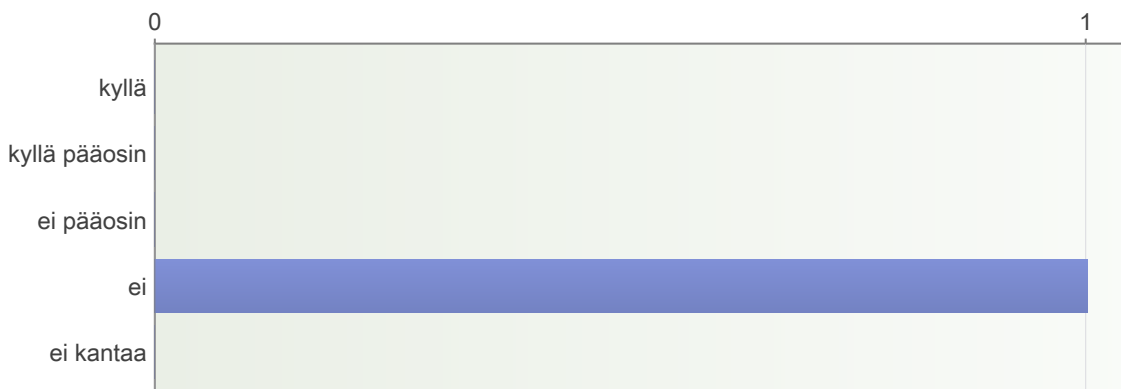 0 1
kyllä
kyllä pääosin
ei pääosin
ei
ei kantaa